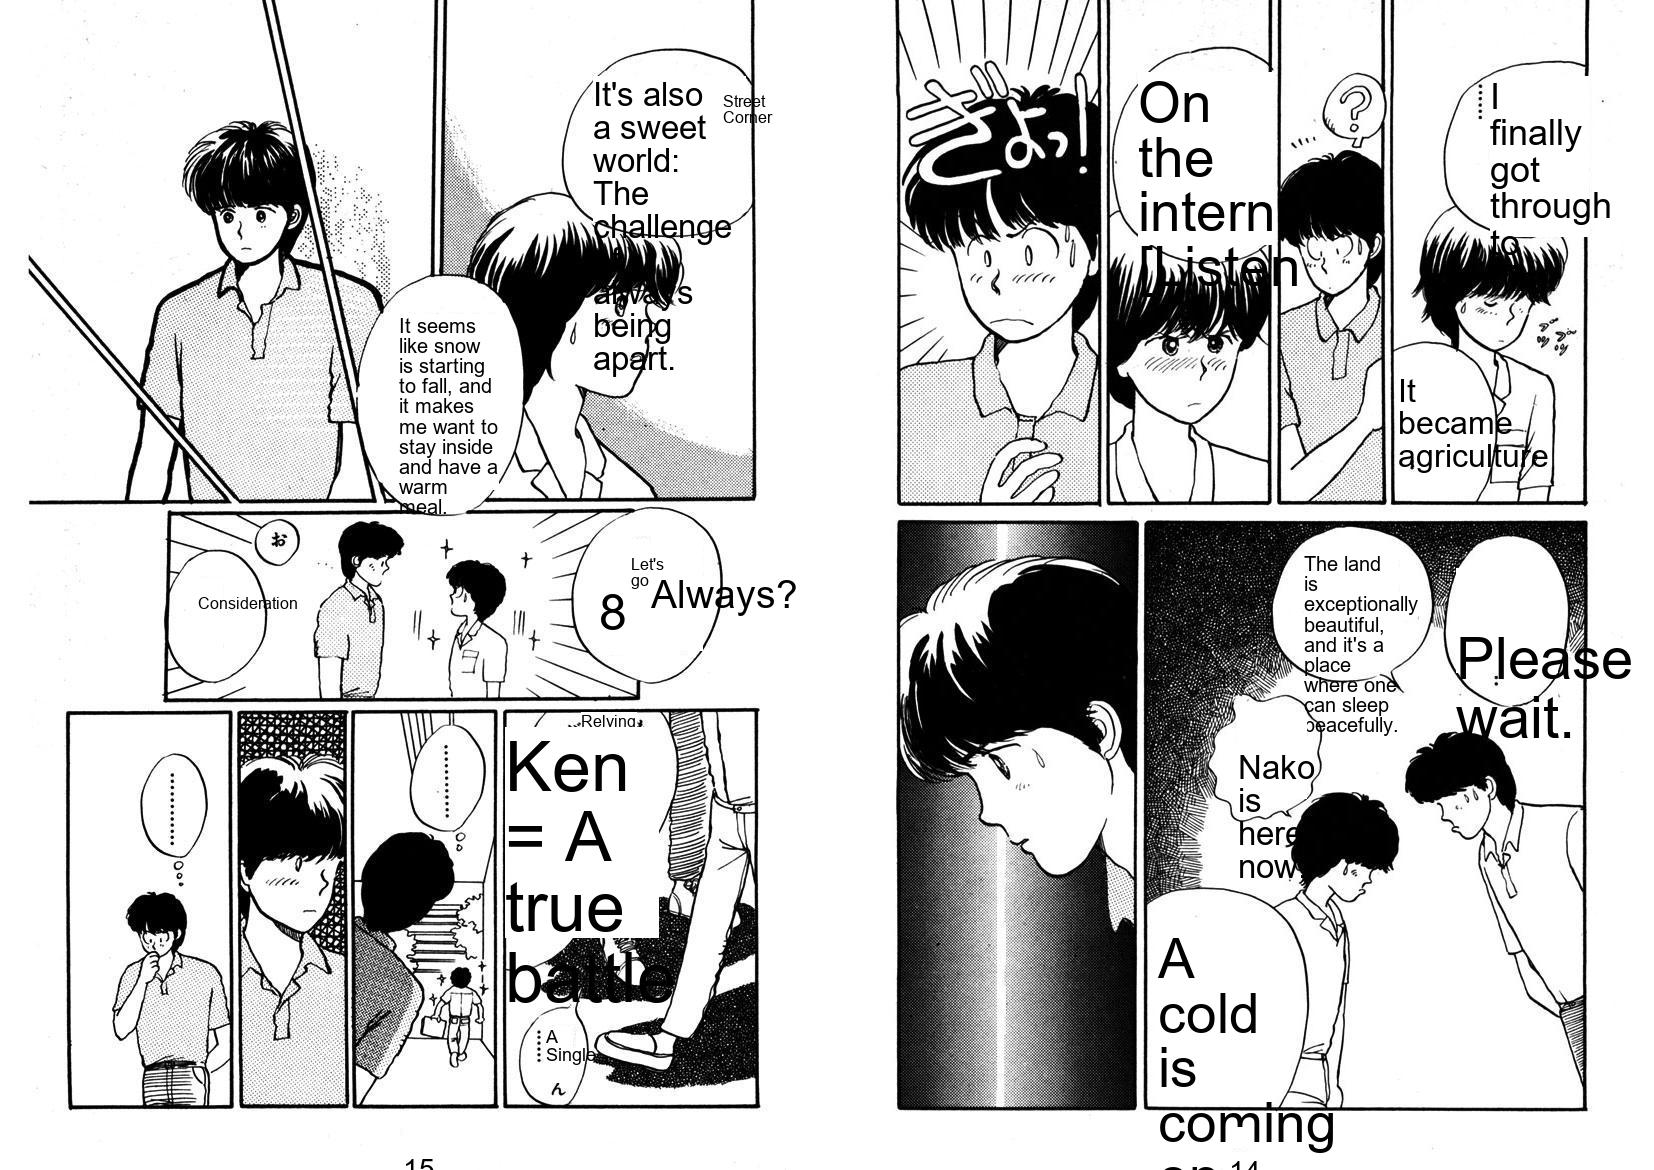 I
finally
got
through
to
It
became
agriculture
?
On
the
intern
[Listen
ぎょっ!
Please
wait.
The land
is
exceptionally
beautiful,
and it's a
place
where one
can sleep
peacefully.
Nako
is
here
now
A
cold
is
coming
on
14
It's also
a sweet
world:
The
challenge
always
being
apart.
Street
Corner
It seems
like snow
is starting
to fall, and
it makes
me want to
stay inside
and have a
warm
meal.
Let's
go
Always?
8
お
Consideration
Relving
Ken
= A
true
battle
A
Single
ん
15